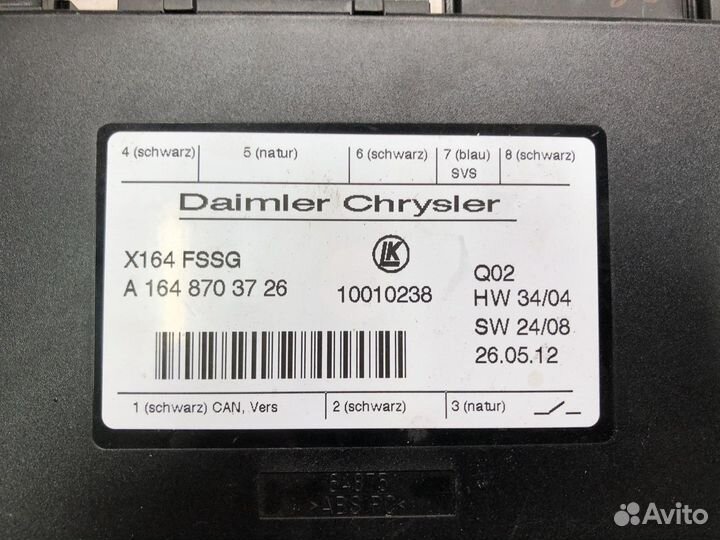 4 (schwarz) 5 (natur) 6 (schwarz) 7 (blau) 8 (schwarz)
SVS
Daimler Chrysler
X164 FSSG
LK
Q02
A 164 870 37 26
10010238
HW 34/04
SW 24/08
26.05.12
1 (schwarz) CAN, Vers 2 (schwarz) 3 (natur)
>ABS PC<
Avito